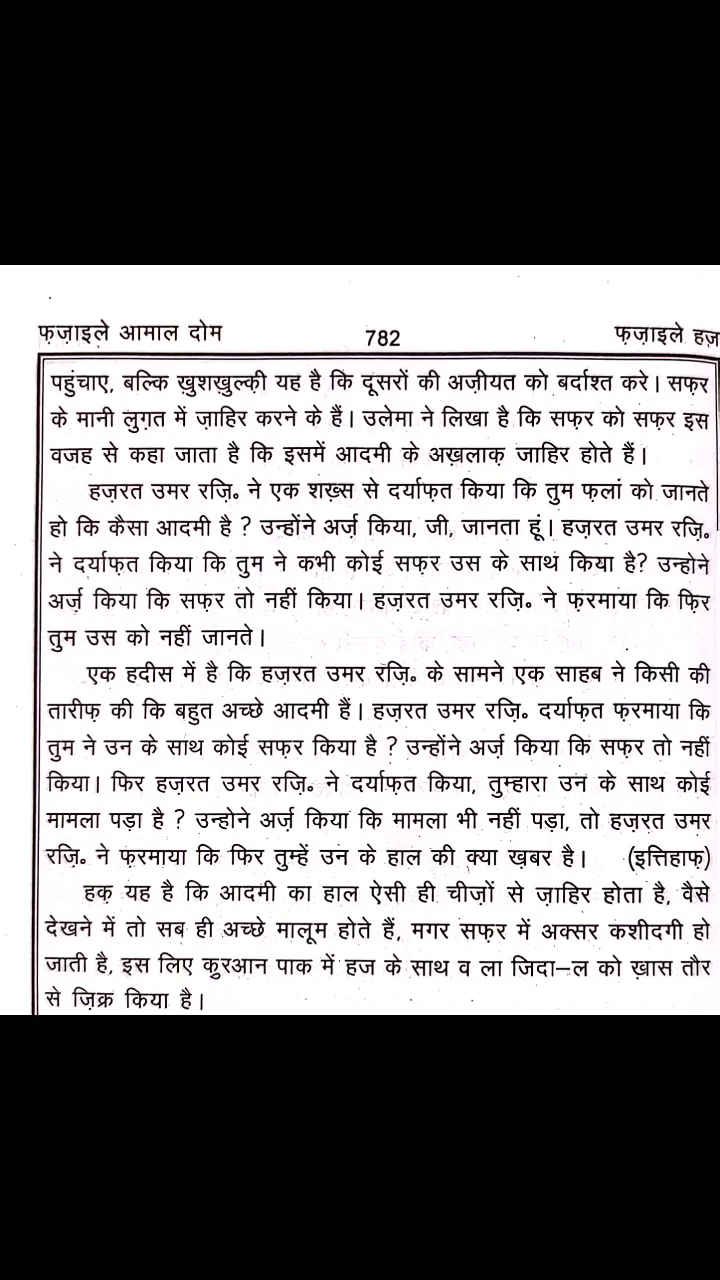 फ़ज़ाइले आमाल दोम 782 फ़ज़ाइले हज
पहुंचाए, बल्कि ख़ुशख़ुल्क़ी यह है कि दूसरों की अज़ीयत को बर्दाश्त करे। सफ़र
के मानी लुग़त में ज़ाहिर करने के हैं। उलेमा ने लिखा है कि सफ़र को सफ़र इस
वजह से कहा जाता है कि इसमें आदमी के अख़लाक़ जाहिर होते हैं।
हज़रत उमर रज़ि॰ ने एक शख़्स से दर्याफ़त किया कि तुम फ़लां को जानते
हो कि कैसा आदमी है ? उन्होंने अर्ज़ किया, जी, जानता हूं। हज़रत उमर रज़ि॰
ने दर्याफ़त किया कि तुम ने कभी कोई सफ़र उस के साथ किया है? उन्होने
अर्ज़ किया कि सफ़र तो नहीं किया। हज़रत उमर रज़ि॰ ने फ़रमाया कि फिर
तुम उस को नहीं जानते।
एक हदीस में है कि हज़रत उमर रज़ि॰ के सामने एक साहब ने किसी की
तारीफ़ की कि बहुत अच्छे आदमी हैं। हज़रत उमर रज़ि॰ दर्याफ़त फ़रमाया कि
तुम ने उन के साथ कोई सफ़र किया है ? उन्होंने अर्ज़ किया कि सफ़र तो नहीं
किया। फिर हज़रत उमर रज़ि॰ ने दर्याफ़त किया, तुम्हारा उन के साथ कोई
मामला पड़ा है ? उन्होने अर्ज़ किया कि मामला भी नहीं पड़ा, तो हज़रत उमर
रज़ि॰ ने फ़रमाया कि फिर तुम्हें उन के हाल की क्या ख़बर है। (इत्तिहाफ़)
हक़ यह है कि आदमी का हाल ऐसी ही चीज़ों से ज़ाहिर होता है, वैसे
देखने में तो सब ही अच्छे मालूम होते हैं, मगर सफ़र में अक्सर कशीदगी हो
जाती है, इस लिए क़ुरआन पाक में हज के साथ व ला जिदा–ल को ख़ास तौर
से ज़िक्र किया है।